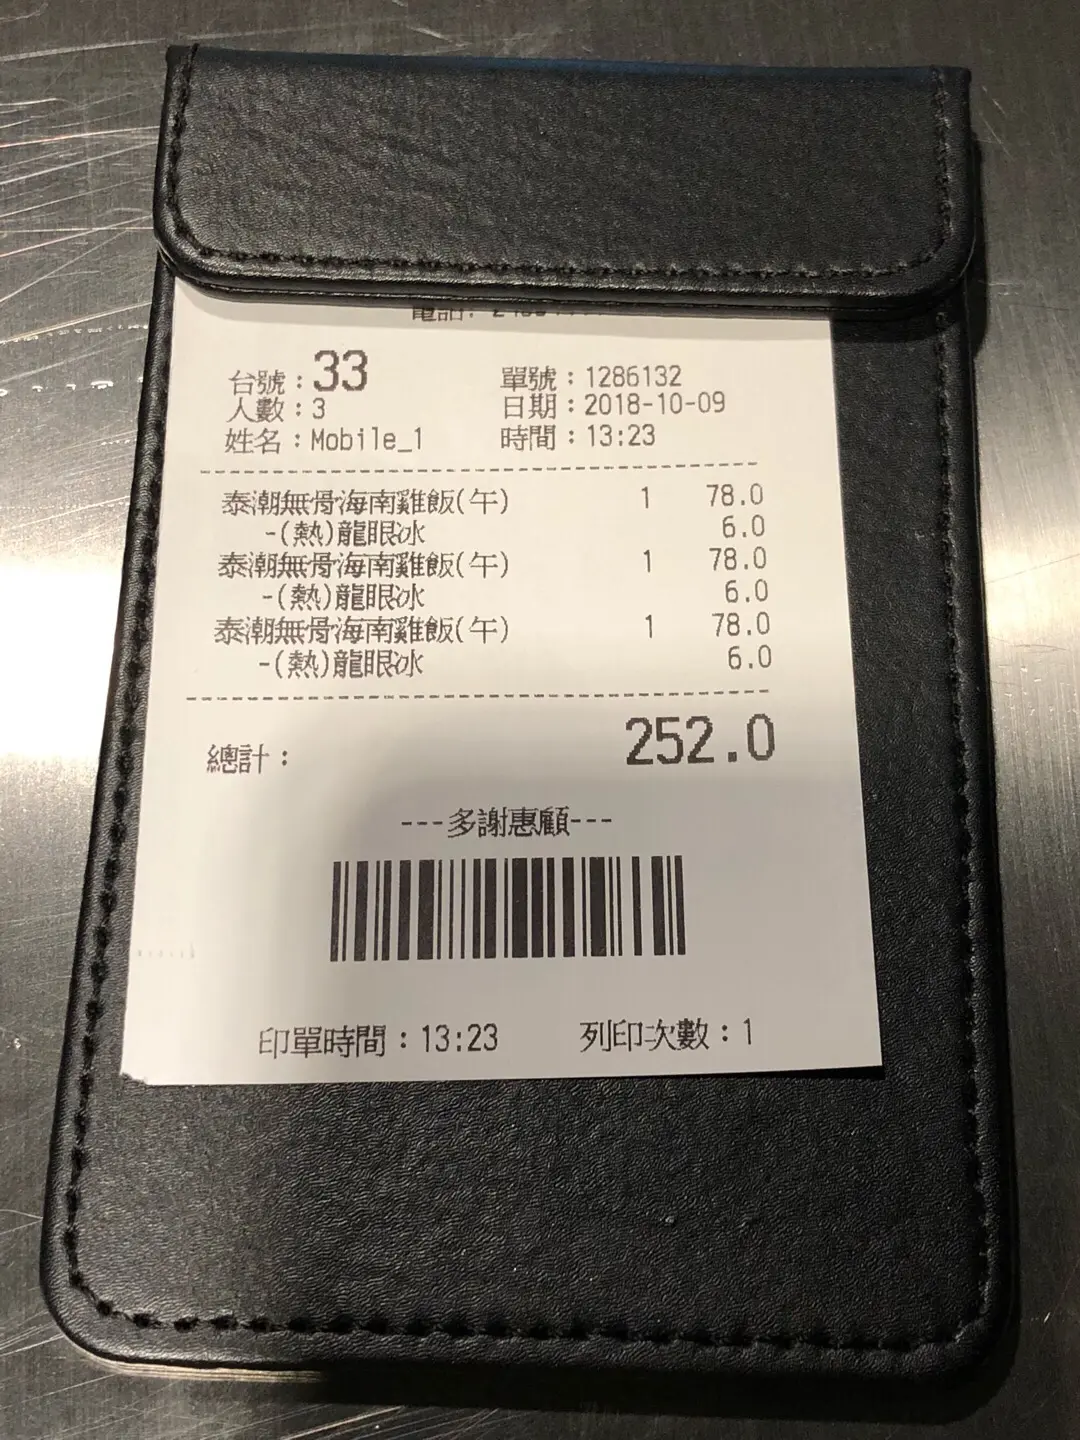 電話:
台號：33 單號：1286132
人數：3 日期：2018-10-09
姓名：Mobile_1 時間：13:23
泰潮無骨海南雞飯(午) 1 78.0
-(熱)龍眼冰 6.0
泰潮無骨海南雞飯(午) 1 78.0
-(熱)龍眼冰 6.0
泰潮無骨海南雞飯(午) 1 78.0
-(熱)龍眼冰 6.0
總計： 252.0
---多謝惠顧---
印單時間：13:23 列印次數：1